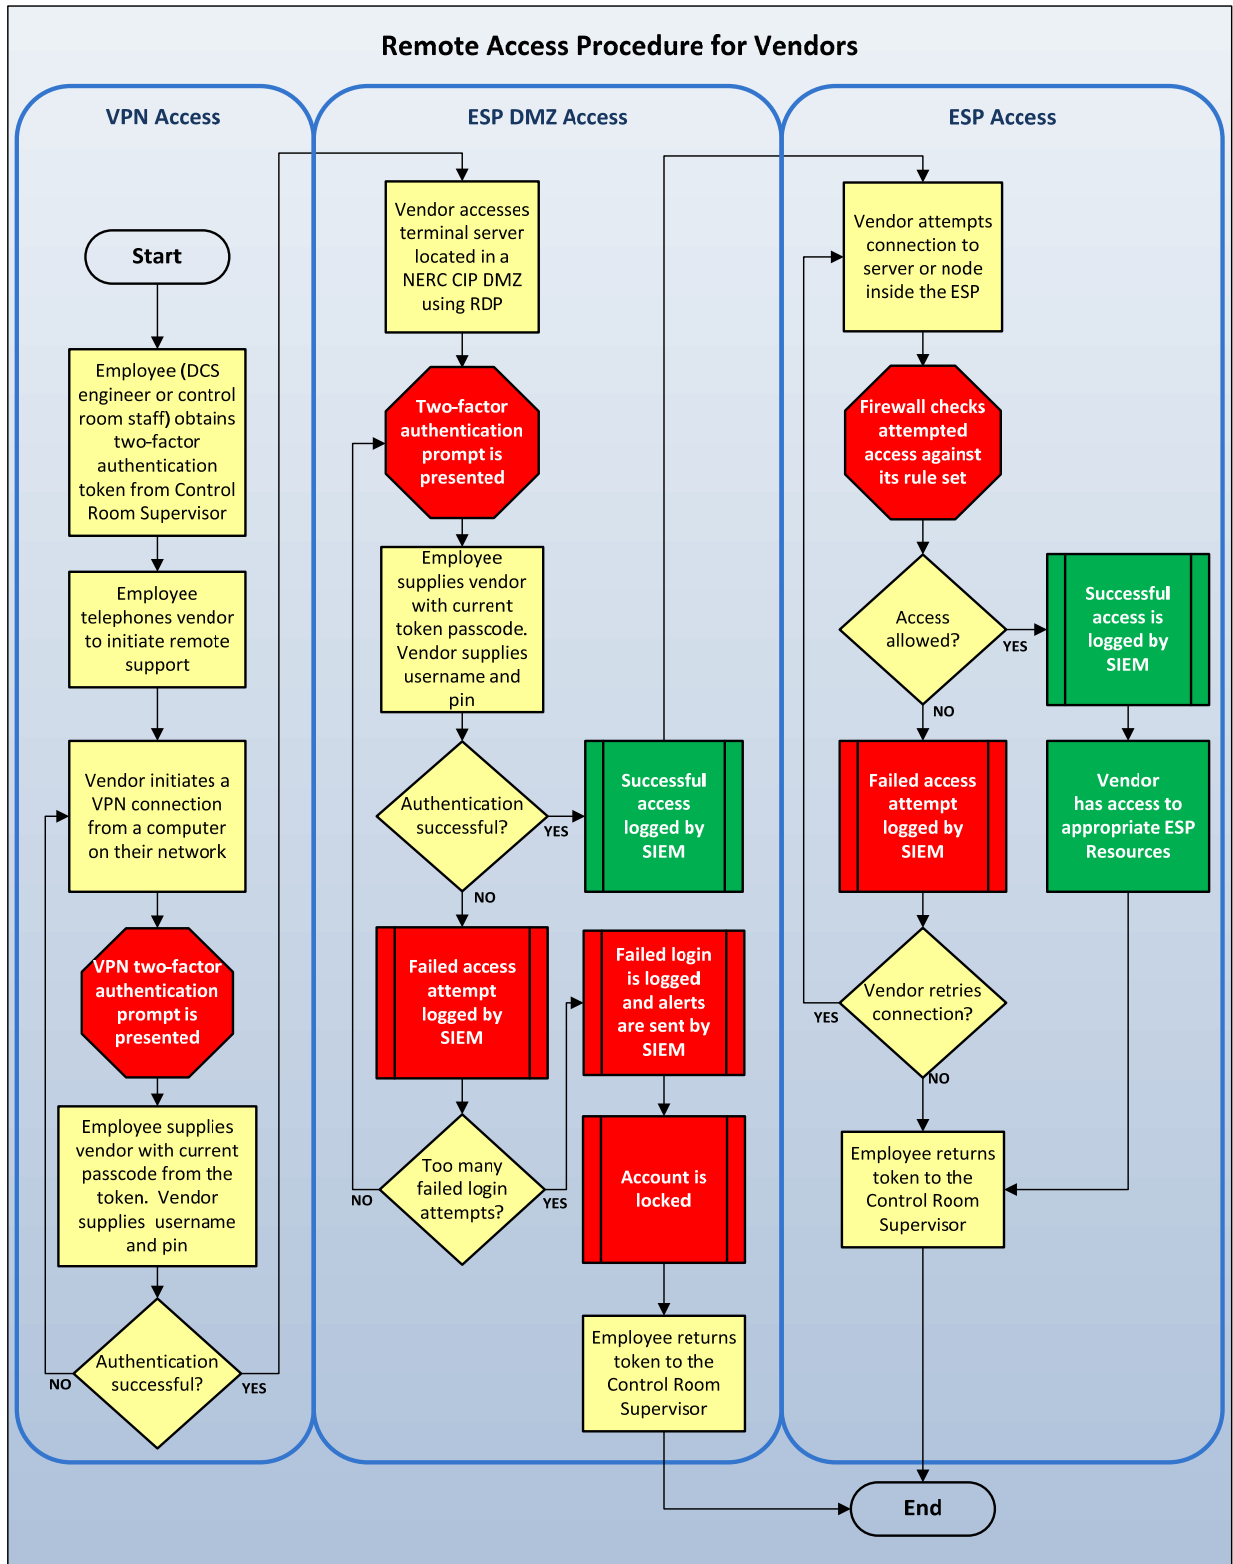 Remote Access Procedure for Vendors
VPN Access
Start
Employee (DCS
engineer or control
room staff) obtains
two-factor
authentication
token from Control
Room Supervisor
Employee
telephones vendor
to initiate remote
support
Vendor initiates a
VPN connection
from a computer
on their network
VPN two-factor
authentication
prompt is
presented
Employee supplies
vendor with current
passcode from the
token.  Vendor
supplies  username
and pin
Authentication
successful?
NO
YES
ESP DMZ Access
Vendor accesses
terminal server
located in a
NERC CIP DMZ
using RDP
Two-factor
authentication
prompt is
presented
Employee
supplies vendor
with current
token passcode.
Vendor supplies
username and
pin
Authentication
successful?
YES
NO
Successful
access
logged by
SIEM
Failed access
attempt
logged by
SIEM
Too many
failed login
attempts?
NO
YES
Failed login
is logged
and alerts
are sent by
SIEM
Account is
locked
Employee returns
token to the
Control Room
Supervisor
ESP Access
Vendor attempts
connection to
server or node
inside the ESP
Firewall checks
attempted
access against
its rule set
Access
allowed?
YES
NO
Successful
access is
logged by
SIEM
Vendor
has access to
appropriate ESP
Resources
Failed access
attempt
logged by
SIEM
Vendor retries
connection?
YES
NO
Employee returns
token to the
Control Room
Supervisor
End